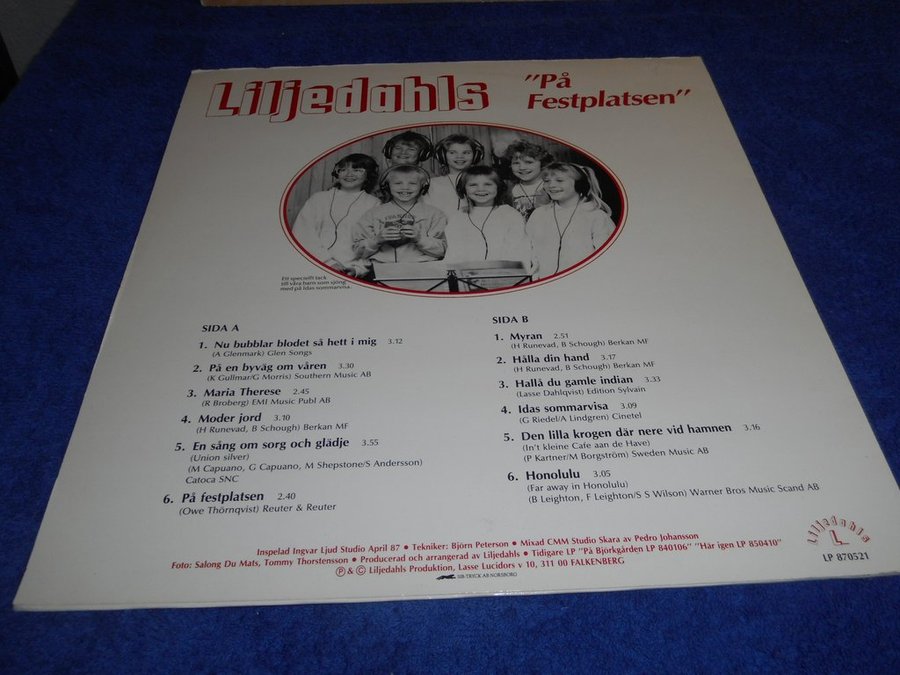 Liljedahls
"På
Festplatsen"
Ett speciellt tack
till våra barn som sjöng
med på Idas sommarvisa.
SIDA A
1. Nu bubblar blodet så hett i mig 3.12
(A Glenmark) Glen Songs
2. På en byväg om våren 3.30
(K Gullmar/G Morris) Southern Music AB
3. Maria Therese 2.45
(R Broberg) EMI Music Publ AB
4. Moder jord 3.10
(H Runevad, B Schough) Berkan MF
5. En sång om sorg och glädje 3.55
(Union silver)
(M Capuano, G Capuano, M Shepstone/S Andersson)
Catoca SNC
6. På festplatsen 2.40
(Owe Thörnqvist) Reuter & Reuter
SIDA B
1. Myran 2.51
(H Runevad, B Schough) Berkan MF
2. Hålla din hand 3.17
(H Runevad, B Schough) Berkan MF
3. Hallå du gamle indian 3.33
(Lasse Dahlqvist) Edition Sylvain
4. Idas sommarvisa 3.09
(G Riedel/A Lindgren) Cinetel
5. Den lilla krogen där nere vid hamnen 3.16
(In't kleine Cafe aan de Have)
(P Kartner/M Borgström) Sweden Music AB
6. Honolulu 3.05
(Far away in Honolulu)
(B Leighton, F Leighton/S S Wilson) Warner Bros Music Scand AB
Inspelad Ingvar Ljud Studio April 87 • Tekniker: Björn Peterson • Mixad CMM Studio Skara av Pedro Johansson
Foto: Salong Du Mats, Tommy Thorstensson • Producerad och arrangerad av Liljedahls • Tidigare LP "På Björkgården LP 840106" "Här igen LP 850410"
Ⓟ & © Liljedahls Produktion, Lasse Lucidors v 10, 311 00 FALKENBERG
SIB-TRYCK AB NORSBORG
Liljedahls
L
LP 870521